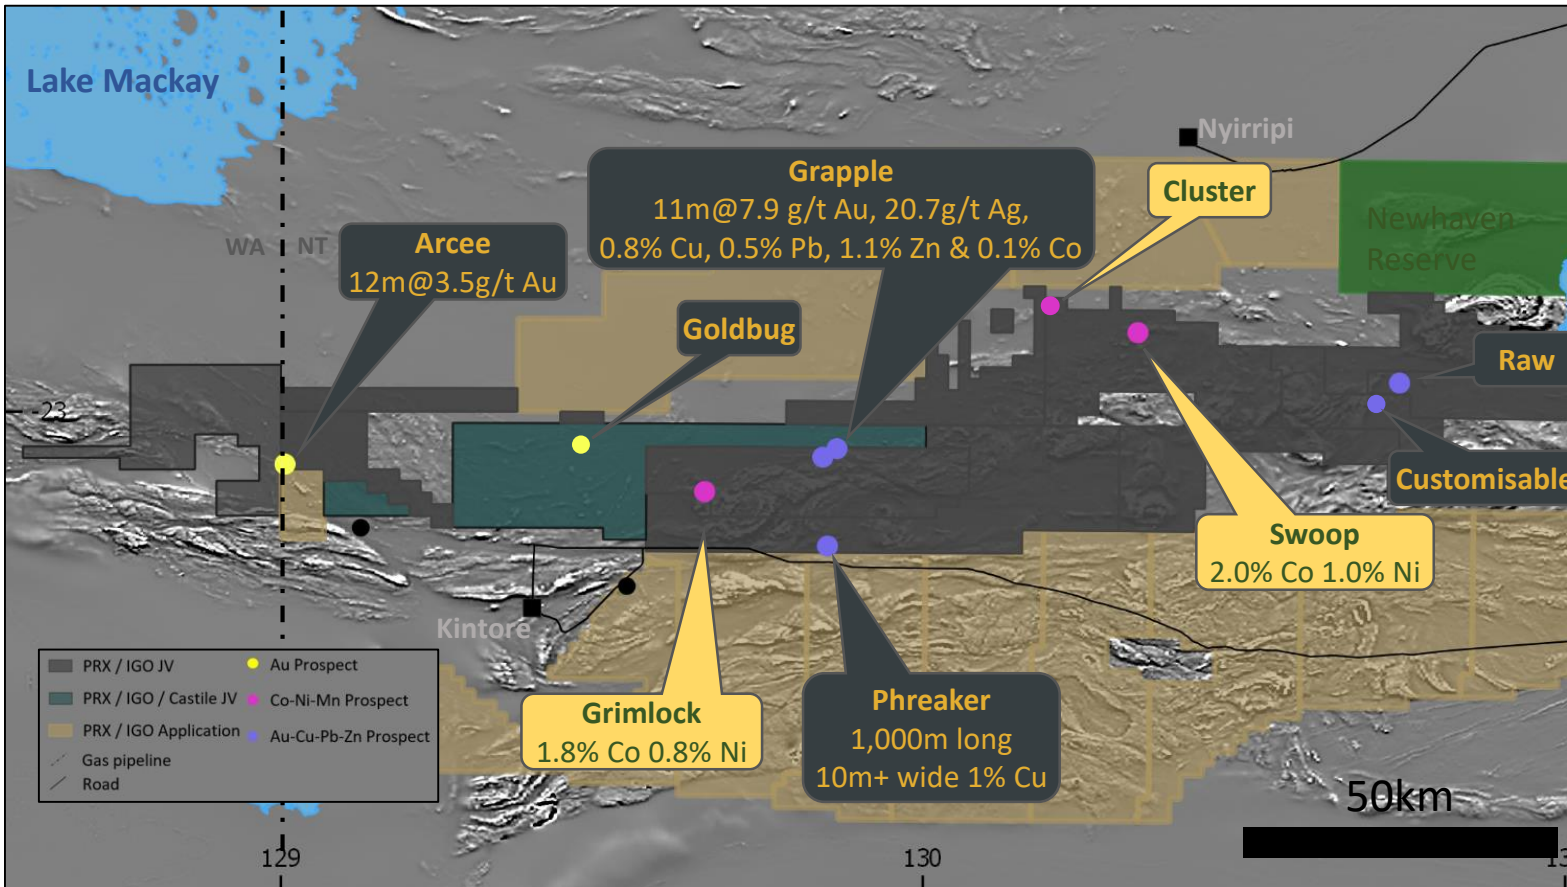 Lake Mackay
Nyirripi
Grapple
11m@7.9 g/t Au, 20.7g/t Ag,
0.8% Cu, 0.5% Pb, 1.1% Zn & 0.1% Co
Cluster
Newhaven
Reserve
WA
NT
Arcee
12m@3.5g/t Au
Goldbug
Raw
-23
Customisable
Swoop
2.0% Co 1.0% Ni
Kintore
Grimlock
1.8% Co 0.8% Ni
Phreaker
1,000m long
10m+ wide 1% Cu
PRX / IGO JV
PRX / IGO / Castile JV
PRX / IGO Application
Gas pipeline
Road
Au Prospect
Co-Ni-Mn Prospect
Au-Cu-Pb-Zn Prospect
50km
129
130